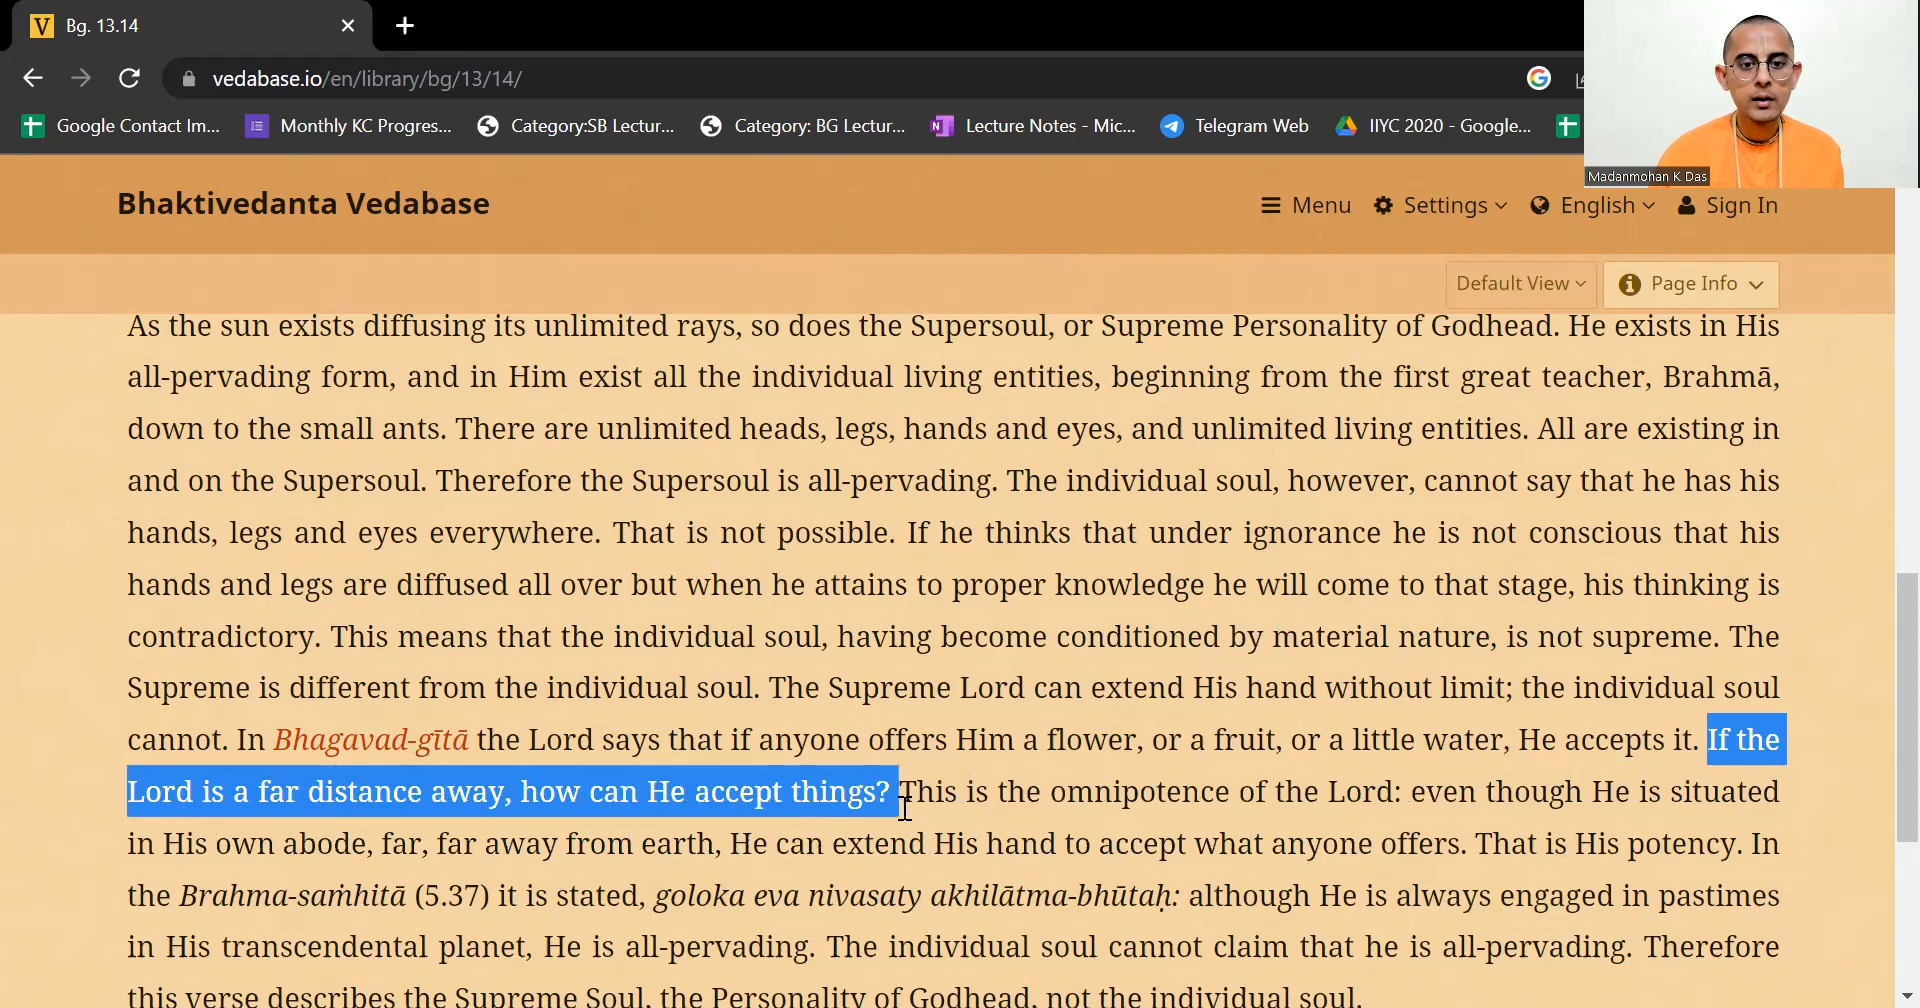 Bg. 13.14
vedabase.io/en/library/bg/13/14/
Google Contact Im... Monthly KC Progres... Category:SB Lectur... Category: BG Lectur... Lecture Notes - Mic... Telegram Web IIYC 2020 - Google...
Madanmohan K Das
Bhaktivedanta Vedabase Menu Settings English Sign In
Default View Page Info
As the sun exists diffusing its unlimited rays, so does the Supersoul, or Supreme Personality of Godhead. He exists in His
all-pervading form, and in Him exist all the individual living entities, beginning from the first great teacher, Brahmā,
down to the small ants. There are unlimited heads, legs, hands and eyes, and unlimited living entities. All are existing in
and on the Supersoul. Therefore the Supersoul is all-pervading. The individual soul, however, cannot say that he has his
hands, legs and eyes everywhere. That is not possible. If he thinks that under ignorance he is not conscious that his
hands and legs are diffused all over but when he attains to proper knowledge he will come to that stage, his thinking is
contradictory. This means that the individual soul, having become conditioned by material nature, is not supreme. The
Supreme is different from the individual soul. The Supreme Lord can extend His hand without limit; the individual soul
cannot. In Bhagavad-gītā the Lord says that if anyone offers Him a flower, or a fruit, or a little water, He accepts it. If the
Lord is a far distance away, how can He accept things? This is the omnipotence of the Lord: even though He is situated
in His own abode, far, far away from earth, He can extend His hand to accept what anyone offers. That is His potency. In
the Brahma-saṁhitā (5.37) it is stated, goloka eva nivasaty akhilātma-bhūtaḥ: although He is always engaged in pastimes
in His transcendental planet, He is all-pervading. The individual soul cannot claim that he is all-pervading. Therefore
this verse describes the Supreme Soul, the Personality of Godhead, not the individual soul.